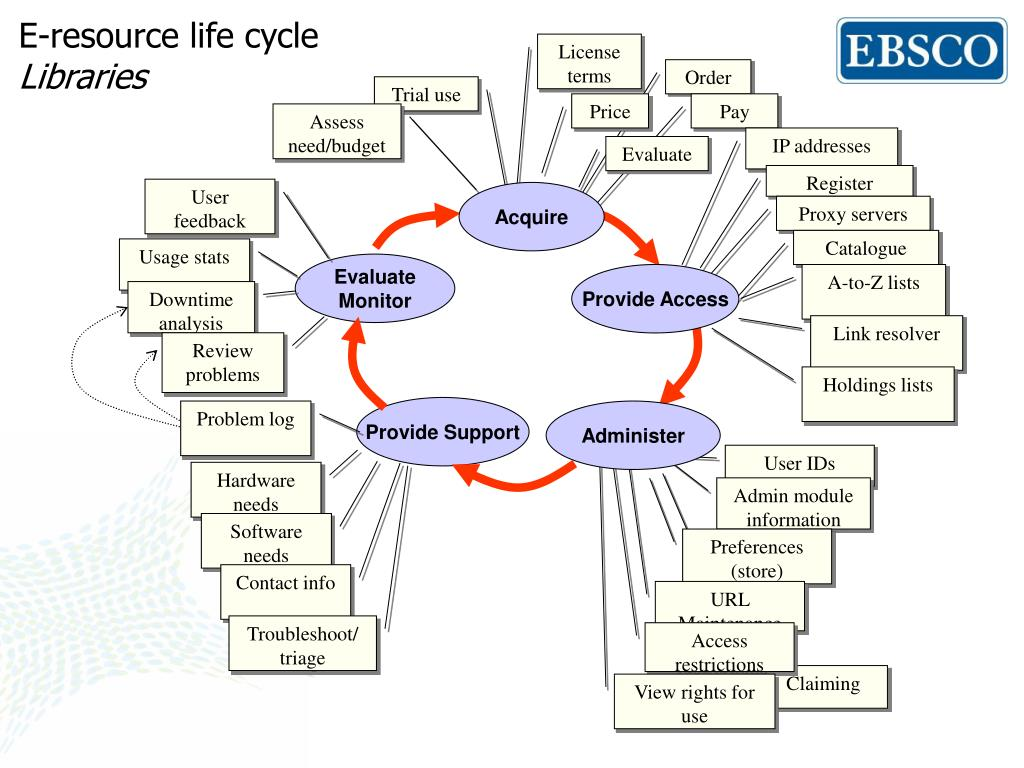 E-resource life cycle
Libraries
EBSCO
License
terms
Order
Trial use
Price
Pay
Assess
need/budget
Evaluate
IP addresses
Register
Proxy servers
Catalogue
A-to-Z lists
Link resolver
Holdings lists
Acquire
User
feedback
Usage stats
Downtime
analysis
Review
problems
Evaluate
Monitor
Provide Access
Problem log
Provide Support
Administer
Hardware
needs
Software
needs
Contact info
Troubleshoot/
triage
User IDs
Admin module
information
Preferences
(store)
URL
Maintenance
Access
restrictions
Claiming
View rights for
use